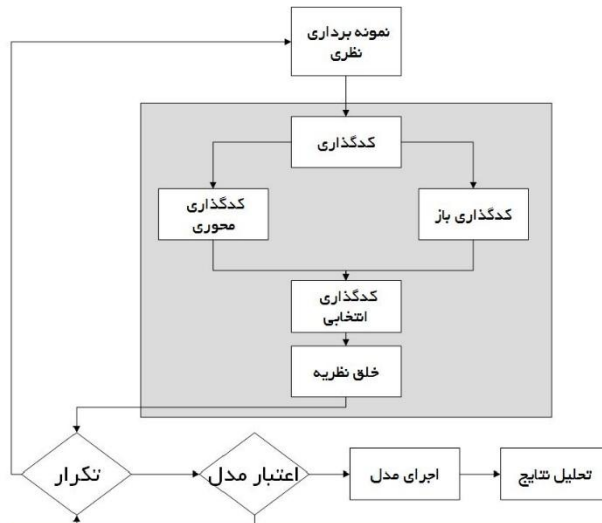 نمونه برداری
نظری
کدگذاری
کدگذاری باز
کدگذاری
محوری
کدگذاری
انتخابی
خلق نظریه
تکرار
اعتبار مدل
اجرای مدل
تحلیل نتایج